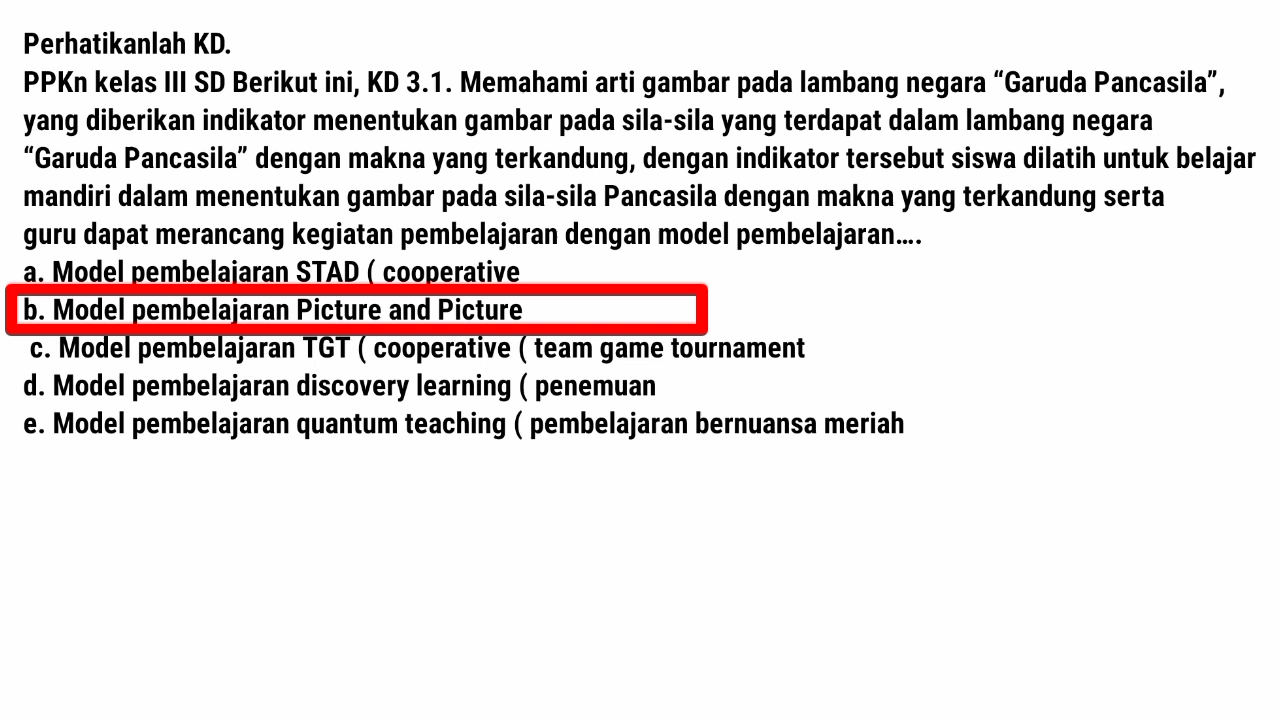 Perhatikanlah KD.
PPKn kelas III SD Berikut ini, KD 3.1. Memahami arti gambar pada lambang negara “Garuda Pancasila”,
yang diberikan indikator menentukan gambar pada sila-sila yang terdapat dalam lambang negara
“Garuda Pancasila” dengan makna yang terkandung, dengan indikator tersebut siswa dilatih untuk belajar
mandiri dalam menentukan gambar pada sila-sila Pancasila dengan makna yang terkandung serta
guru dapat merancang kegiatan pembelajaran dengan model pembelajaran….
a. Model pembelajaran STAD ( cooperative
b. Model pembelajaran Picture and Picture
c. Model pembelajaran TGT ( cooperative ( team game tournament
d. Model pembelajaran discovery learning ( penemuan
e. Model pembelajaran quantum teaching ( pembelajaran bernuansa meriah